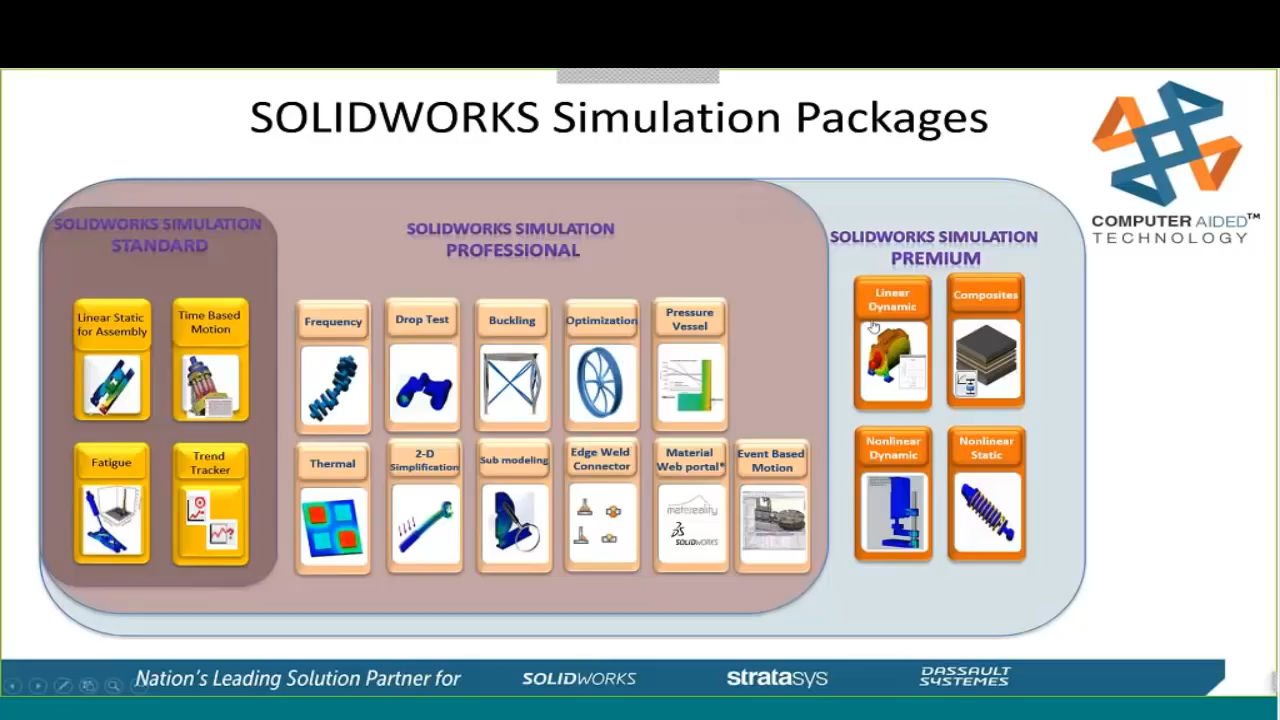 SOLIDWORKS Simulation Packages
COMPUTER AIDED™
TECHNOLOGY
SOLIDWORKS SIMULATION
STANDARD
Linear Static
for Assembly
Time Based
Motion
Fatigue
Trend
Tracker
SOLIDWORKS SIMULATION
PROFESSIONAL
Frequency
Drop Test
Buckling
Optimization
Pressure
Vessel
Thermal
2-D
Simplification
Sub modeling
Edge Weld
Connector
Material
Web portal*
matereality
SOLIDWORKS
Event Based
Motion
SOLIDWORKS SIMULATION
PREMIUM
Linear
Dynamic
Composites
Nonlinear
Dynamic
Nonlinear
Static
Nation's Leading Solution Partner for
SOLIDWORKS
stratasys
DASSAULT
SYSTEMES